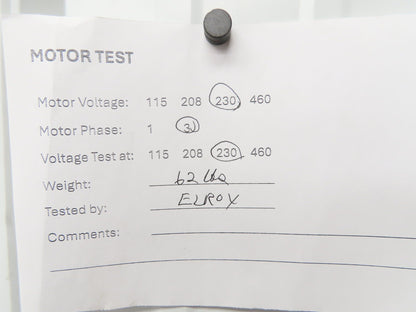 MOTOR TEST
Motor Voltage: 115 208 230 460
Motor Phase: 1 3
Voltage Test at: 115 208 230 460
Weight: 62 lbs
Tested by: ELROX
Comments: